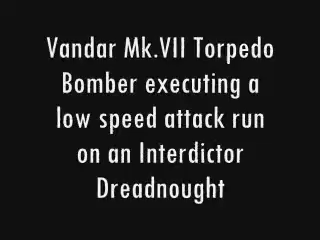 Vandar Mk.VII Torpedo
Bomber executing a
low speed attack run
on an Interdictor
Dreadnought